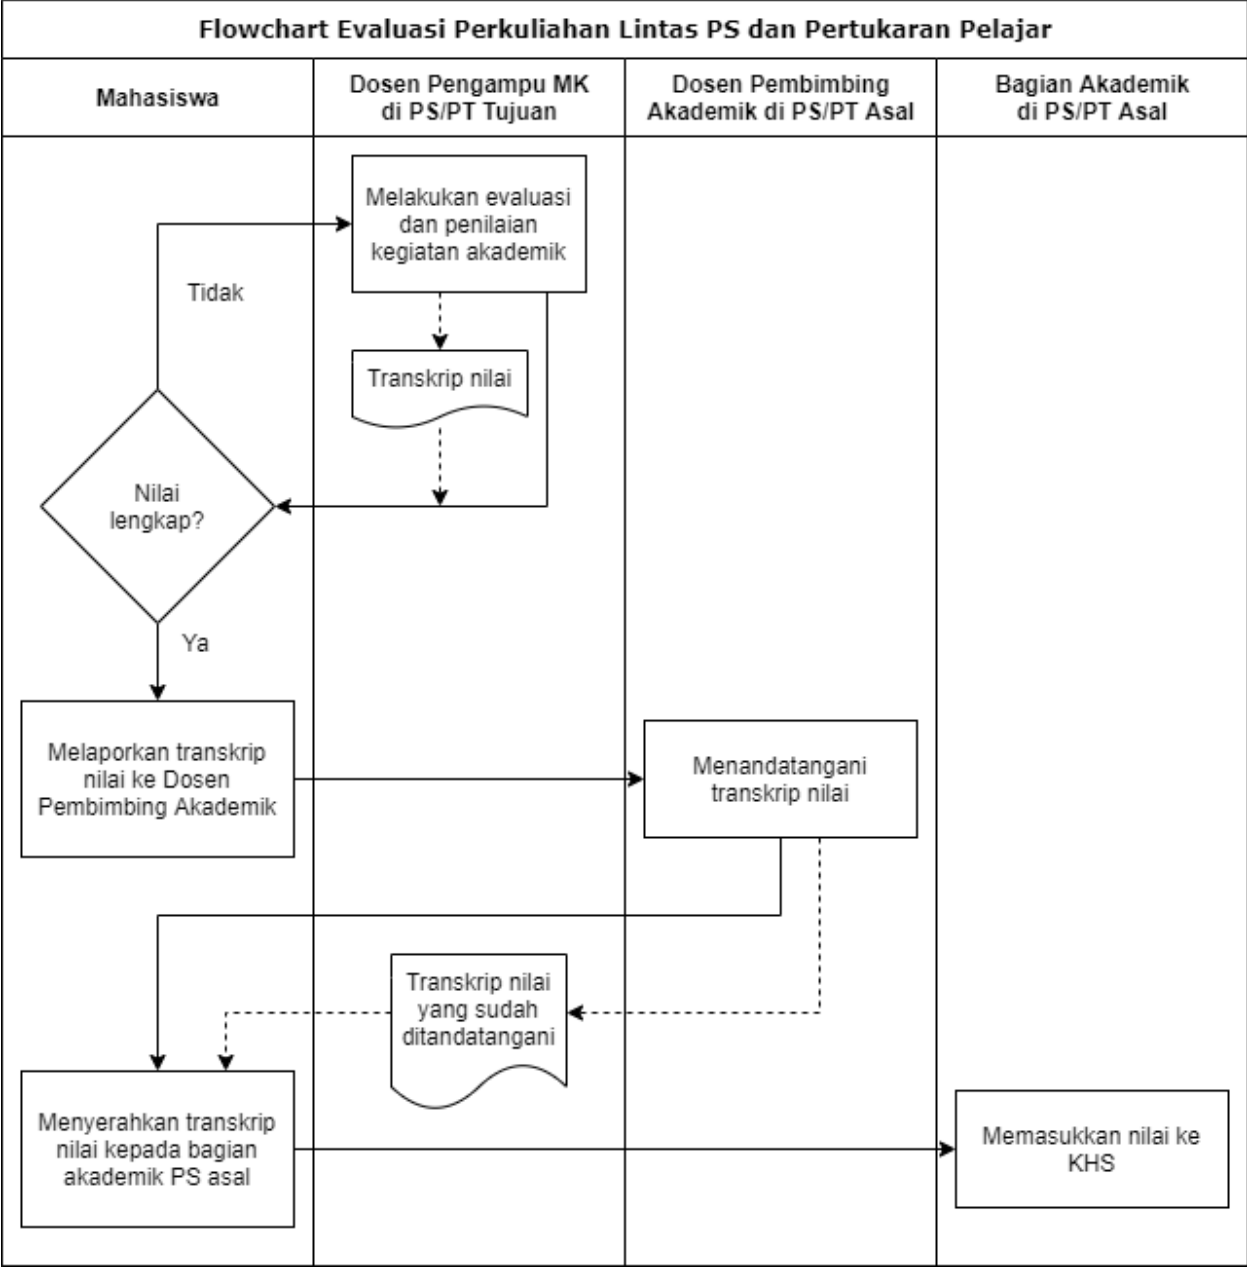 Flowchart Evaluasi Perkuliahan Lintas PS dan Pertukaran Pelajar
Mahasiswa
Dosen Pengampu MK
di PS/PT Tujuan
Dosen Pembimbing
Akademik di PS/PT Asal
Bagian Akademik
di PS/PT Asal
Melakukan evaluasi
dan penilaian
kegiatan akademik
Tidak
Transkrip nilai
Nilai
lengkap?
Ya
Melaporkan transkrip
nilai ke Dosen
Pembimbing Akademik
Menandatangani
transkrip nilai
Transkrip nilai
yang sudah
ditandatangani
Menyerahkan transkrip
nilai kepada bagian
akademik PS asal
Memasukkan nilai ke
KHS